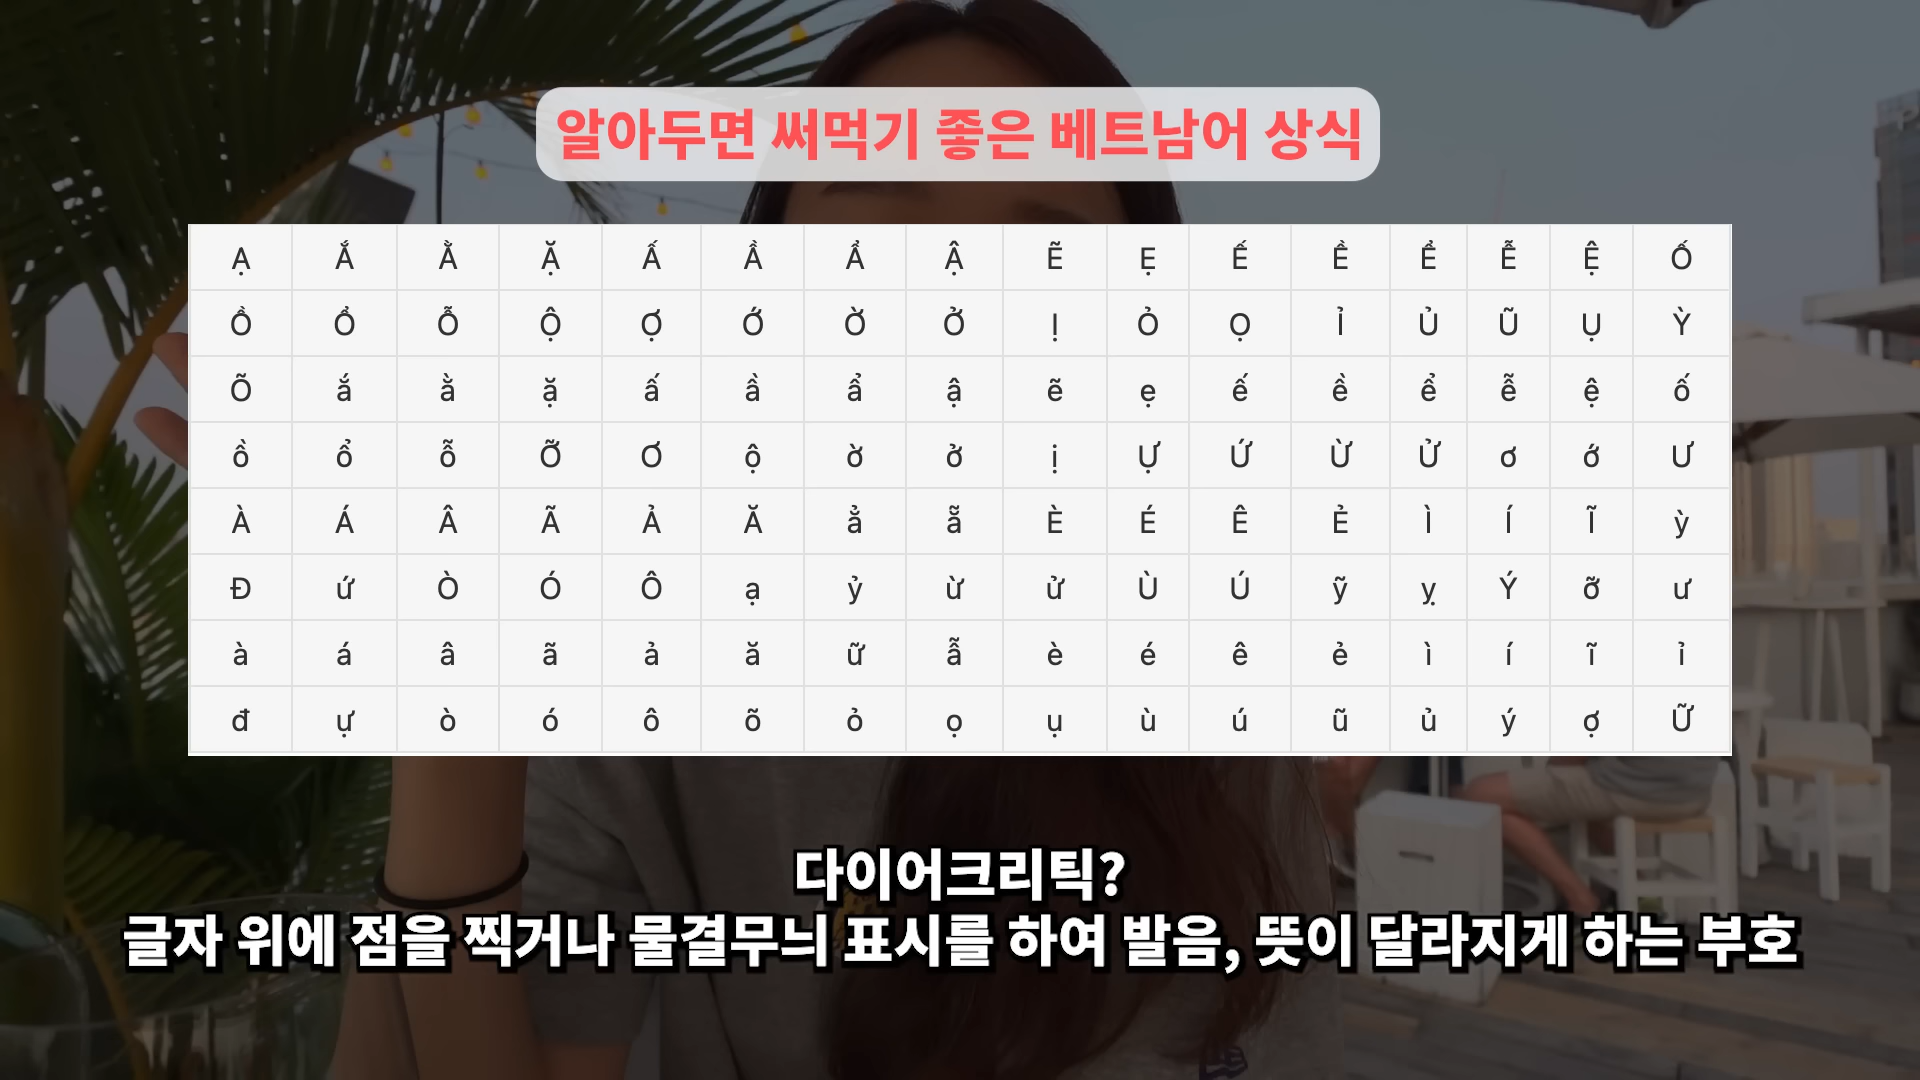 알아두면 써먹기 좋은 베트남어 상식
Ạ Ắ Ằ Ặ Ấ Ầ Ẩ Ậ Ẽ Ẹ Ế Ề Ể Ễ Ệ Ố
Ồ Ổ Ỗ Ộ Ợ Ớ Ờ Ở Ị Ỏ Ọ Ỉ Ủ Ũ Ụ Ỳ
Õ ắ ằ ặ ấ ầ ẩ ậ ẽ ẹ ế ề ể ễ ệ ố
ồ ổ ỗ Ỡ Ơ ộ ờ ở ị Ự Ứ Ừ Ử ơ ớ Ư
À Á Â Ã Ả Ă ẳ ẵ È É Ê Ẻ Ì Í Ĩ ỳ
Đ ứ Ò Ó Ô ạ ỷ ừ ử Ù Ú ỹ ỵ Ý ỡ ư
à á â ã ả ă ữ ẫ è é ê ẻ ì í ĩ ỉ
đ ự ò ó ô õ ỏ ọ ụ ù ú ũ ủ ý ợ Ữ
다이어크리틱?
글자 위에 점을 찍거나 물결무늬 표시를 하여 발음, 뜻이 달라지게 하는 부호